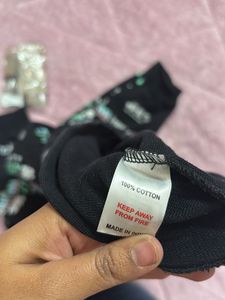 100% COTTON
KEEP AWAY
FROM FIRE
MADE IN